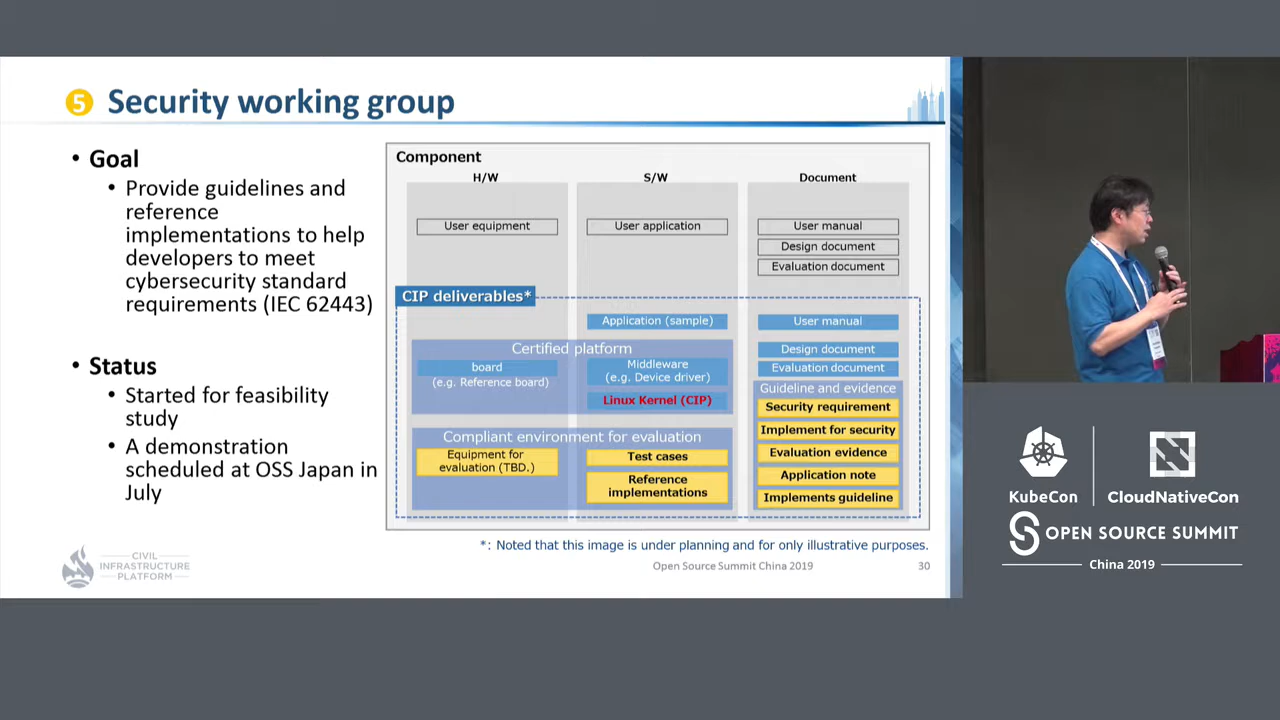 5 Security working group
• Goal
• Provide guidelines and
reference
implementations to help
developers to meet
cybersecurity standard
requirements (IEC 62443)
• Status
• Started for feasibility
study
• A demonstration
scheduled at OSS Japan in
July
Component
H/W
S/W
Document
User equipment
User application
User manual
Design document
Evaluation document
CIP deliverables*
Application (sample)
User manual
Certified platform
Design document
board
(e.g. Reference board)
Middleware
(e.g. Device driver)
Evaluation document
Linux Kernel (CIP)
Guideline and evidence
Security requirement
Implement for security
Evaluation evidence
Application note
Implements guideline
Compliant environment for evaluation
Equipment for
evaluation (TBD.)
Test cases
Reference
implementations
*: Noted that this image is under planning and for only illustrative purposes.
CIVIL
INFRASTRUCTURE
PLATFORM
Open Source Summit China 2019
30
KubeCon
CloudNativeCon
OPEN SOURCE SUMMIT
China 2019